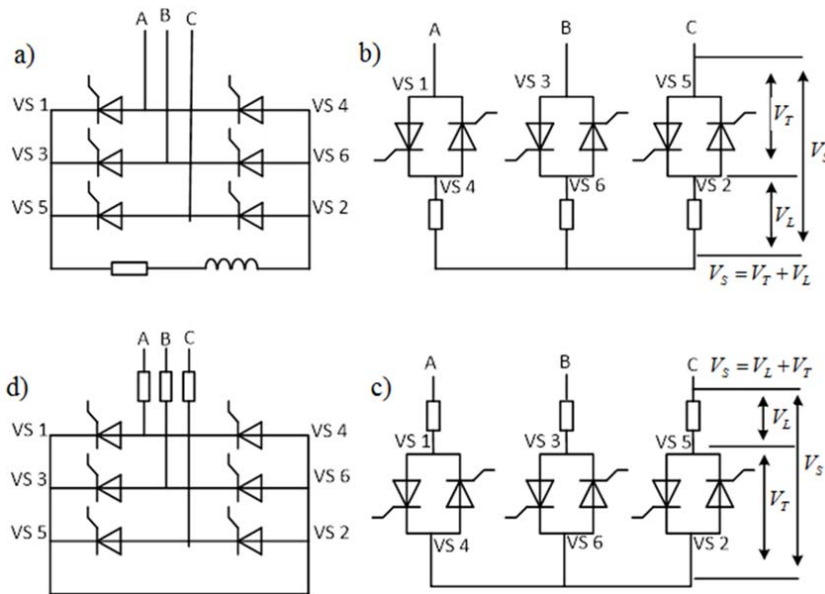 a)
A B C
VS 1 VS 4
VS 3 VS 6
VS 5 VS 2
b)
A B C
VS 1 VS 3 VS 5
V_T
V_S
VS 4 VS 6 VS 2
V_L
V_S = V_T + V_L
d)
A B C
VS 1 VS 4
VS 3 VS 6
VS 5 VS 2
c)
A B C
V_S = V_L + V_T
V_L
VS 1 VS 3 VS 5
V_S
V_T
VS 4 VS 6 VS 2